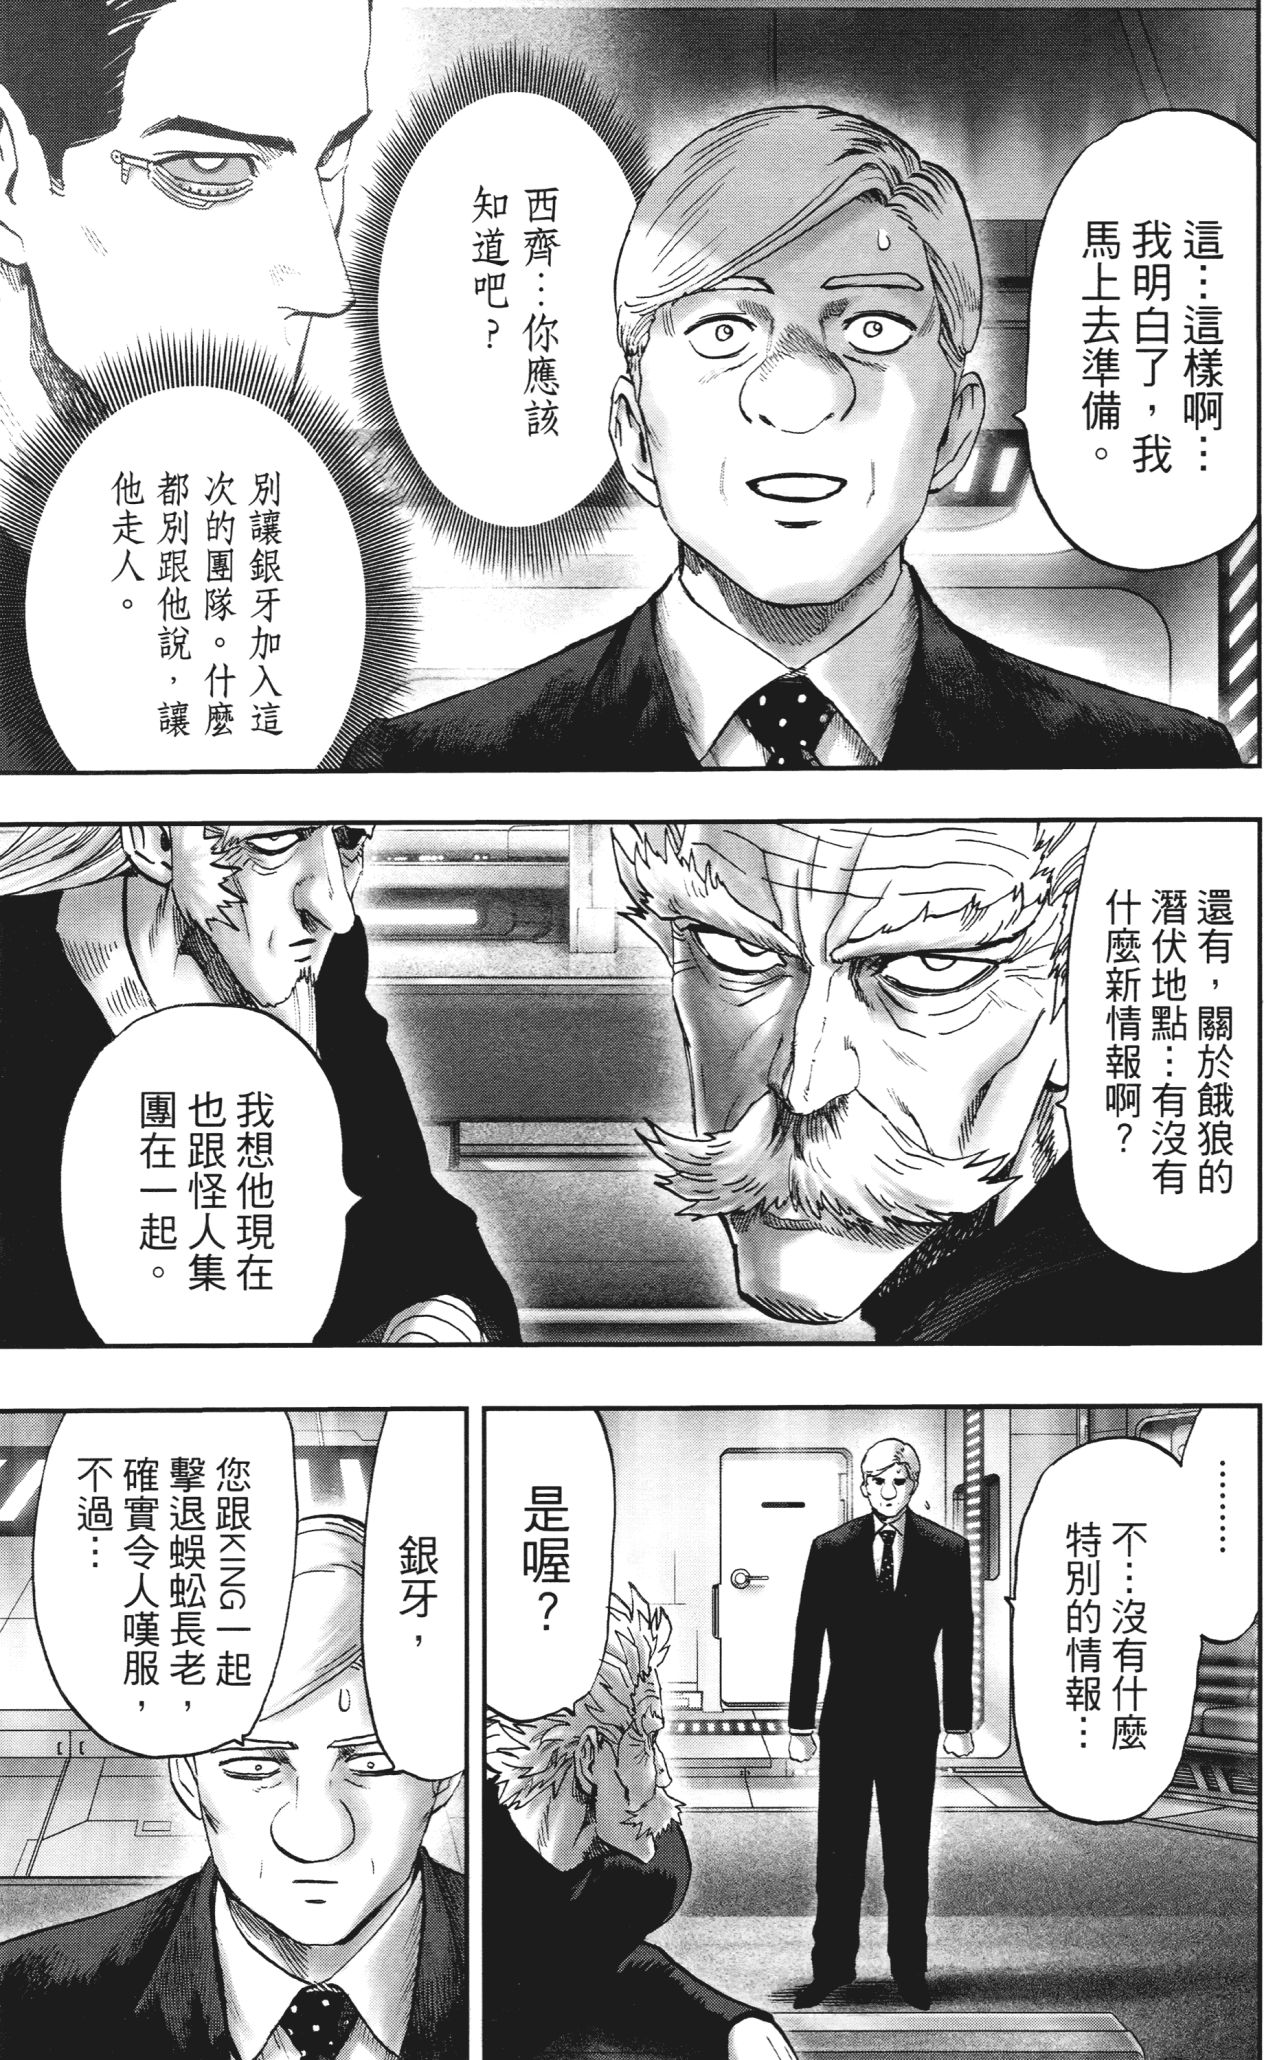 這…這樣啊…
我明白了，我
馬上去準備。
西齊…你應該
知道吧？
別讓銀牙加入這
次的團隊。什麼
都別跟他說，讓
他走人。
還有，關於餓狼的
潛伏地點…有沒有
什麼新情報啊？
我想他現在
也跟怪人集
團在一起。
………
不…沒有什麼
特別的情報…
是喔？
銀牙，
您跟KING一起
擊退蜈蚣長老，
確實令人嘆服，
不過…